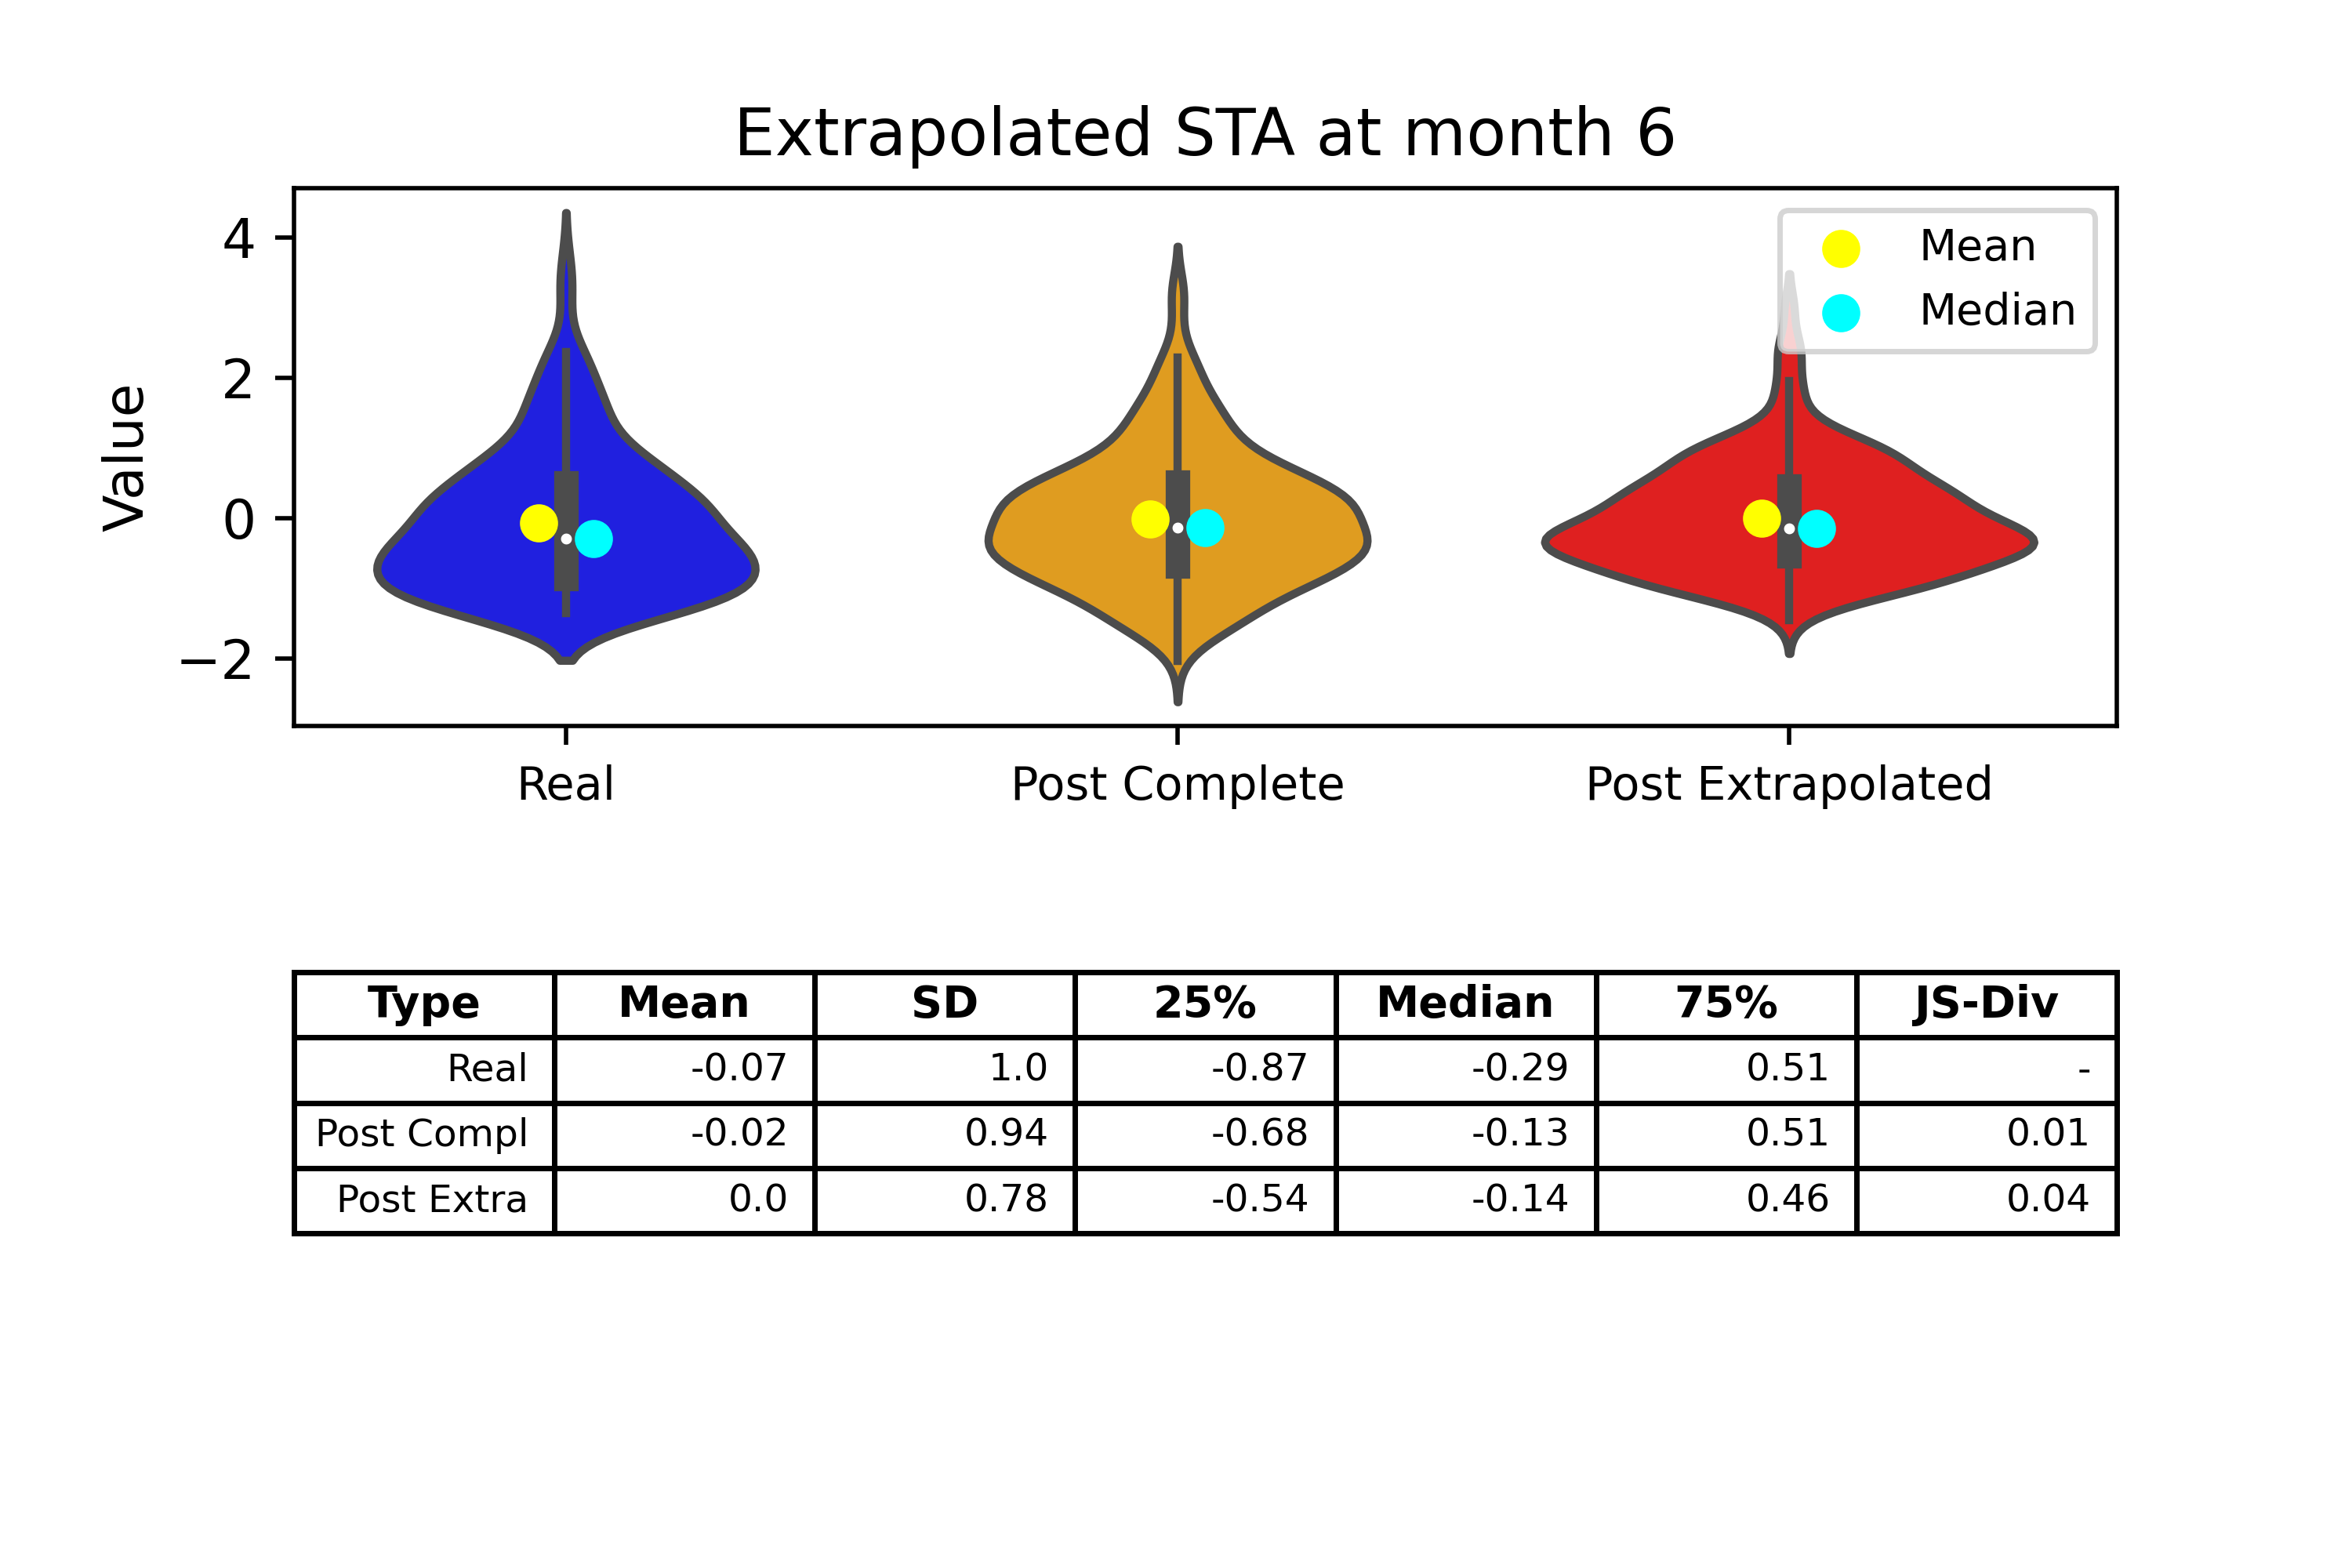 Extrapolated STA at month 6
Value
4
2
0
−2
Mean
Median
Real Post Complete Post Extrapolated
Type Mean SD 25% Median 75% JS-Div
Real -0.07 1.0 -0.87 -0.29 0.51 -
Post Compl -0.02 0.94 -0.68 -0.13 0.51 0.01
Post Extra 0.0 0.78 -0.54 -0.14 0.46 0.04